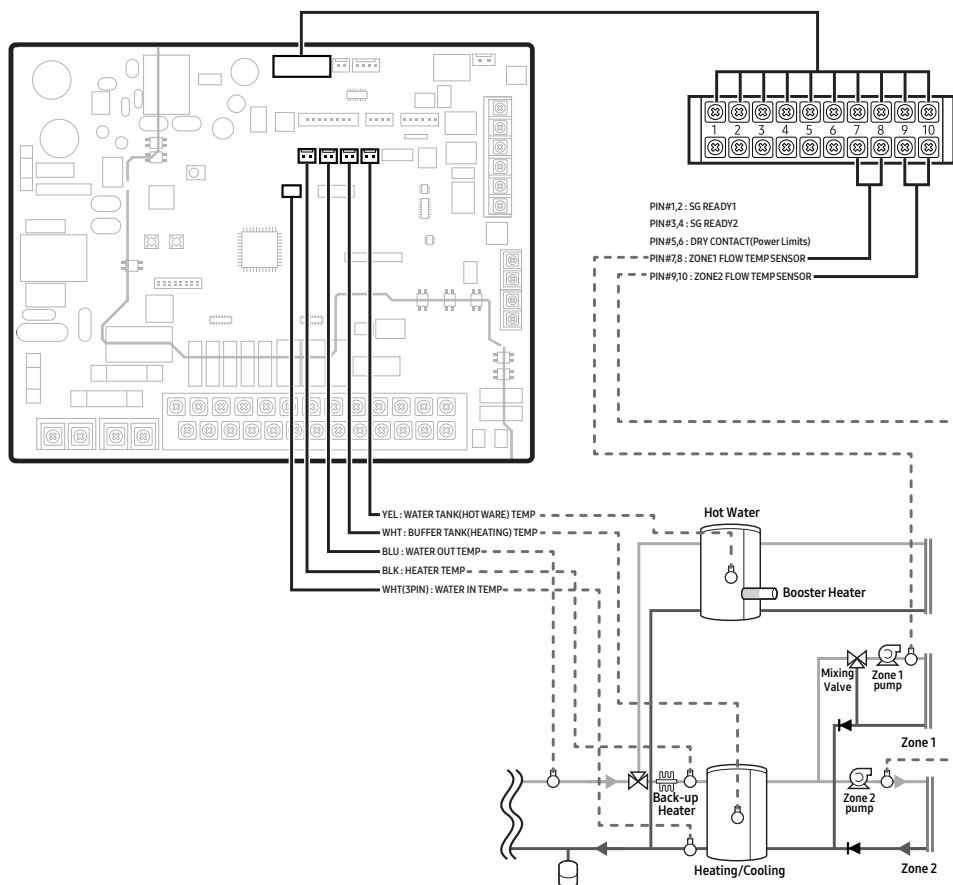 1 2 3 4 5 6 7 8 9 10
PIN#1,2 : SG READY1
PIN#3,4 : SG READY2
PIN#5,6 : DRY CONTACT(Power Limits)
PIN#7,8 : ZONE1 FLOW TEMP SENSOR
PIN#9,10 : ZONE2 FLOW TEMP SENSOR
YEL : WATER TANK(HOT WARE) TEMP
WHT : BUFFER TANK(HEATING) TEMP
BLU : WATER OUT TEMP
BLK : HEATER TEMP
WHT(3PIN) : WATER IN TEMP
Hot Water
Booster Heater
Mixing
Valve
Zone 1
pump
Zone 1
Back-up
Heater
Zone 2
pump
Heating/Cooling
Zone 2